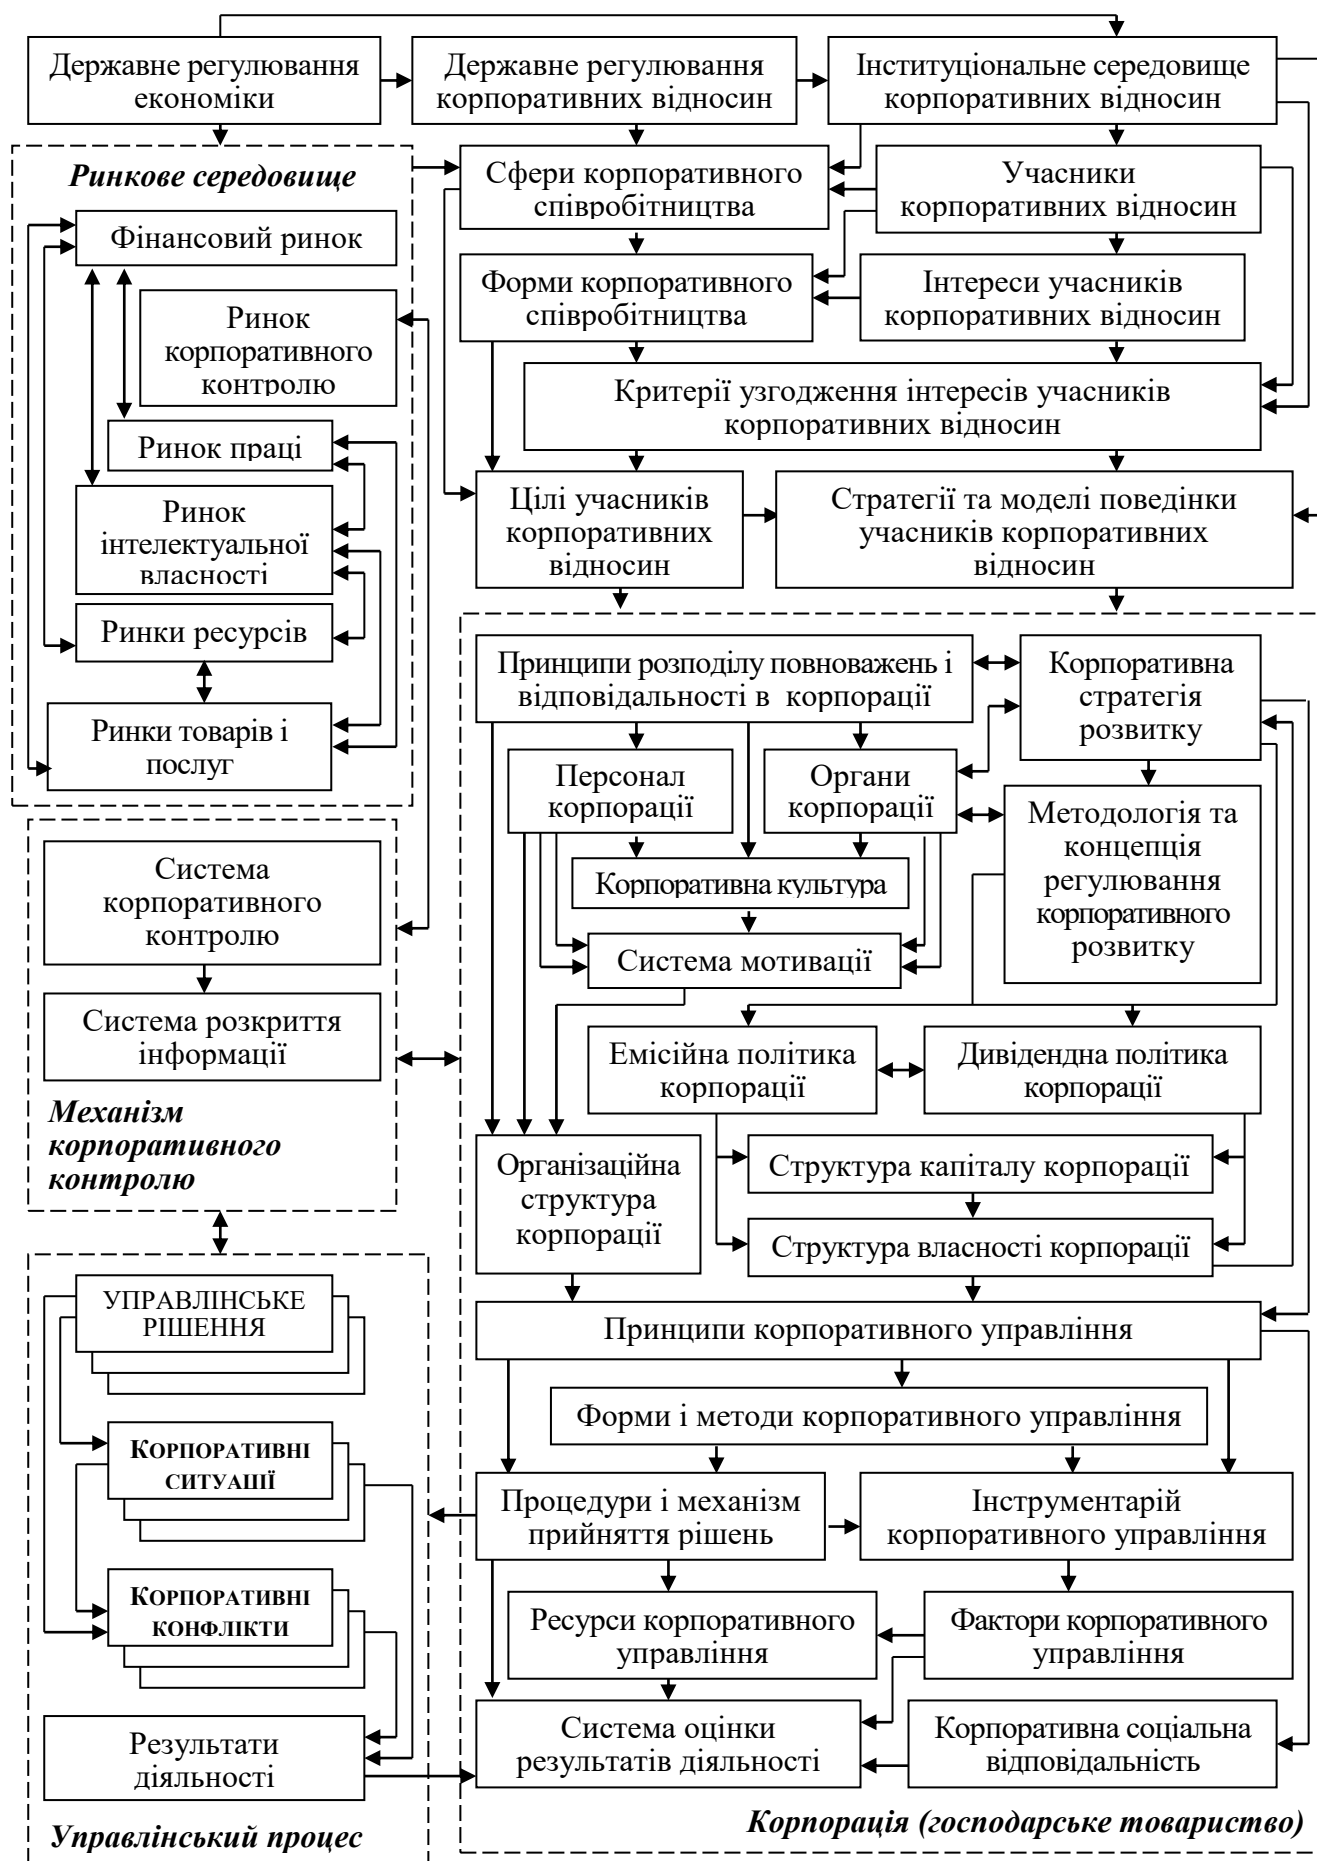 Державне регулювання
економіки
Державне регулювання
корпоративних відносин
Інституціональне середовище
корпоративних відносин
Ринкове середовище
Фінансовий ринок
Ринок
корпоративного
контролю
Ринок праці
Ринок
інтелектуальної
власності
Ринки ресурсів
Ринки товарів і
послуг
Сфери корпоративного
співробітництва
Учасники
корпоративних відносин
Форми корпоративного
співробітництва
Інтереси учасників
корпоративних відносин
Критерії узгодження інтересів учасників
корпоративних відносин
Цілі учасників
корпоративних
відносин
Стратегії та моделі поведінки
учасників корпоративних
відносин
Принципи розподілу повноважень і
відповідальності в корпорації
Корпоративна
стратегія
розвитку
Персонал
корпорації
Органи
корпорації
Методологія та
концепція
регулювання
корпоративного
розвитку
Корпоративна культура
Система мотивації
Емісійна політика
корпорації
Дивідендна політика
корпорації
Організаційна
структура
корпорації
Структура капіталу корпорації
Структура власності корпорації
Принципи корпоративного управління
Форми і методи корпоративного управління
Процедури і механізм
прийняття рішень
Інструментарій
корпоративного управління
Ресурси корпоративного
управління
Фактори корпоративного
управління
Система оцінки
результатів діяльності
Корпоративна соціальна
відповідальність
Корпорація (господарське товариство)
Система
корпоративного
контролю
Система розкриття
інформації
Механізм
корпоративного
контролю
УПРАВЛІНСЬКЕ
РІШЕННЯ
КОРПОРАТИВНІ
СИТУАЦІЇ
КОРПОРАТИВНІ
КОНФЛІКТИ
Результати
діяльності
Управлінський процес